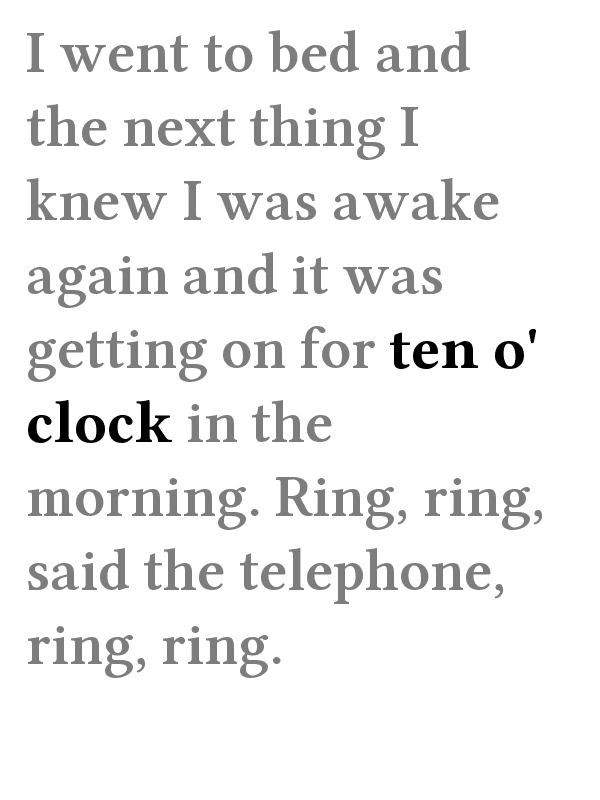 I went to bed and
the next thing I
knew I was awake
again and it was
getting on for ten o'
clock in the
morning. Ring, ring,
said the telephone,
ring, ring.